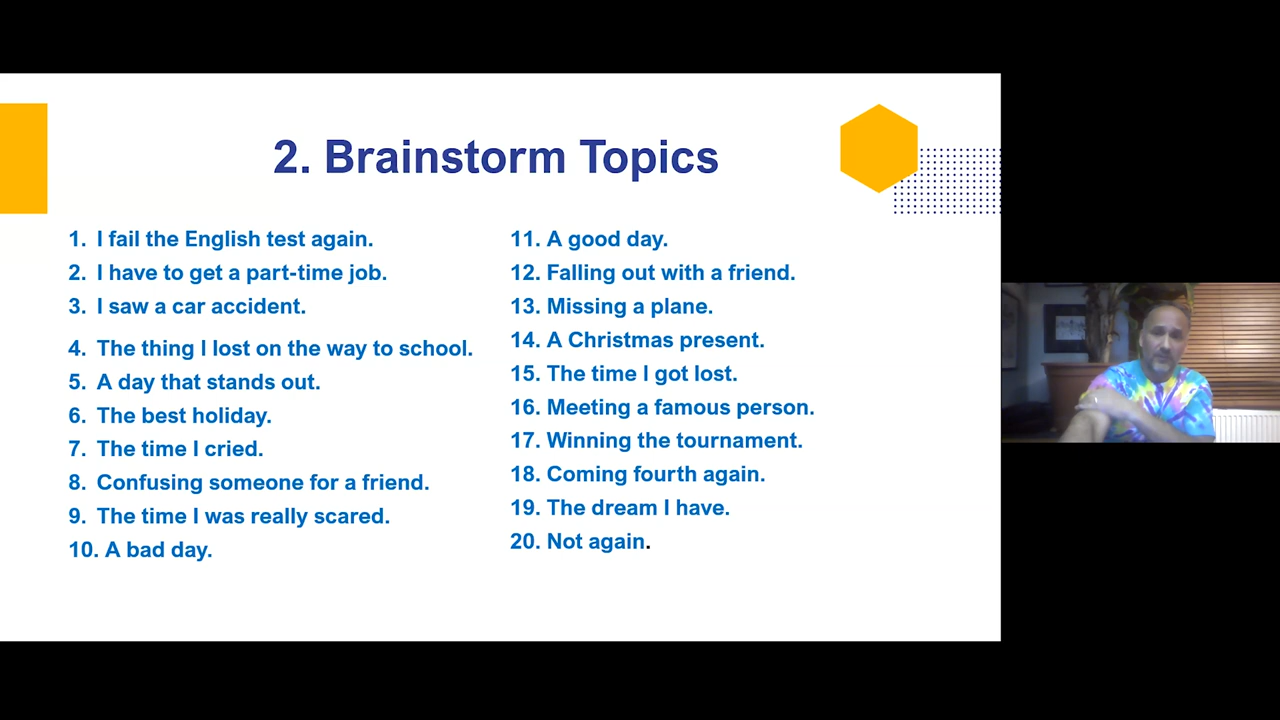 2. Brainstorm Topics
1. I fail the English test again.
2. I have to get a part-time job.
3. I saw a car accident.
4. The thing I lost on the way to school.
5. A day that stands out.
6. The best holiday.
7. The time I cried.
8. Confusing someone for a friend.
9. The time I was really scared.
10. A bad day.
11. A good day.
12. Falling out with a friend.
13. Missing a plane.
14. A Christmas present.
15. The time I got lost.
16. Meeting a famous person.
17. Winning the tournament.
18. Coming fourth again.
19. The dream I have.
20. Not again.